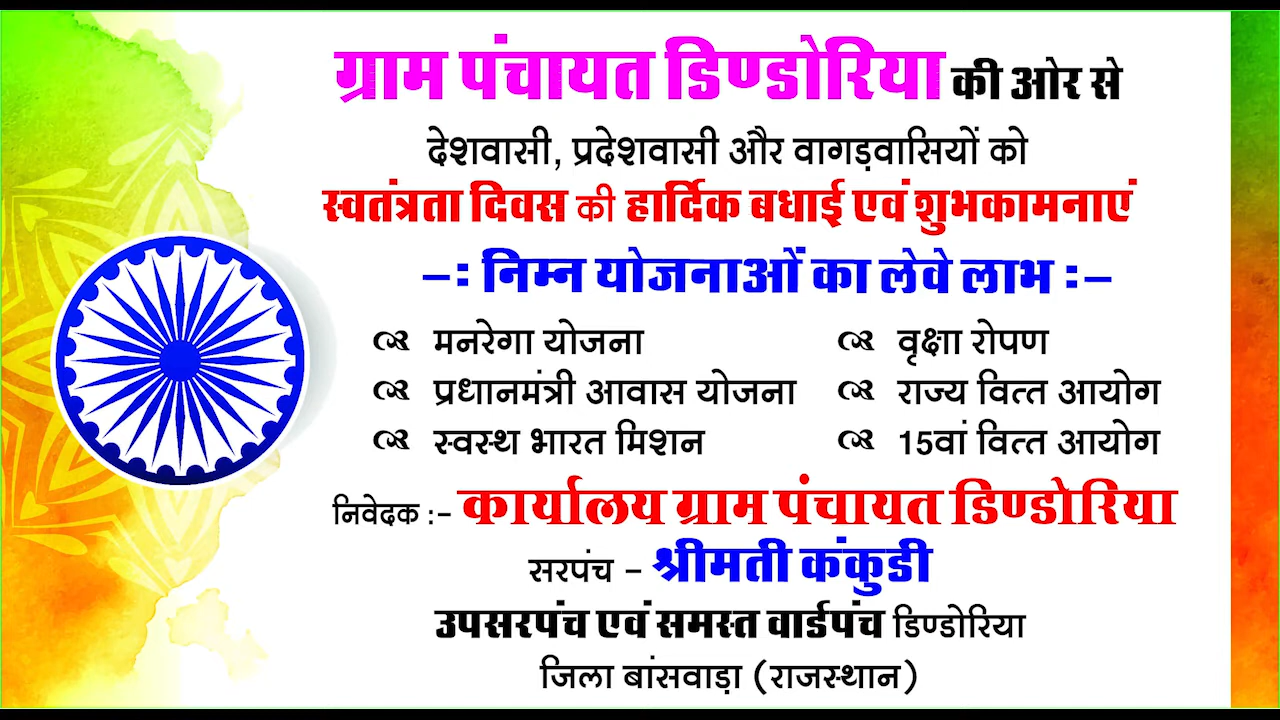 ग्राम पंचायत डिण्डोरिया की ओर से
देशवासी, प्रदेशवासी और वागड़वासियों को
स्वतंत्रता दिवस की हार्दिक बधाई एवं शुभकामनाएं
-: निम्न योजनाओं का लेवे लाभ :-
मनरेगा योजना
प्रधानमंत्री आवास योजना
स्वस्थ भारत मिशन
वृक्षा रोपण
राज्य वित्त आयोग
15वां वित्त आयोग
निवेदक :- कार्यालय ग्राम पंचायत डिण्डोरिया
सरपंच - श्रीमती कंकुडी
उपसरपंच एवं समस्त वार्डपंच डिण्डोरिया
जिला बांसवाड़ा (राजस्थान)